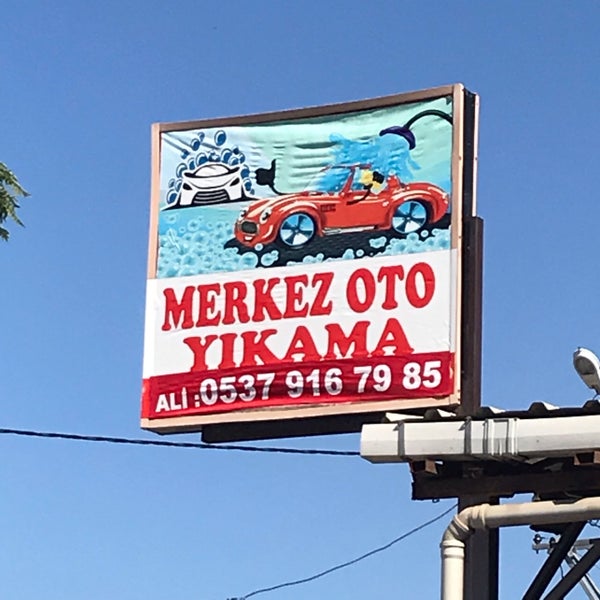 MERKEZ OTO
YIKAMA
ALİ : 0537 916 79 85